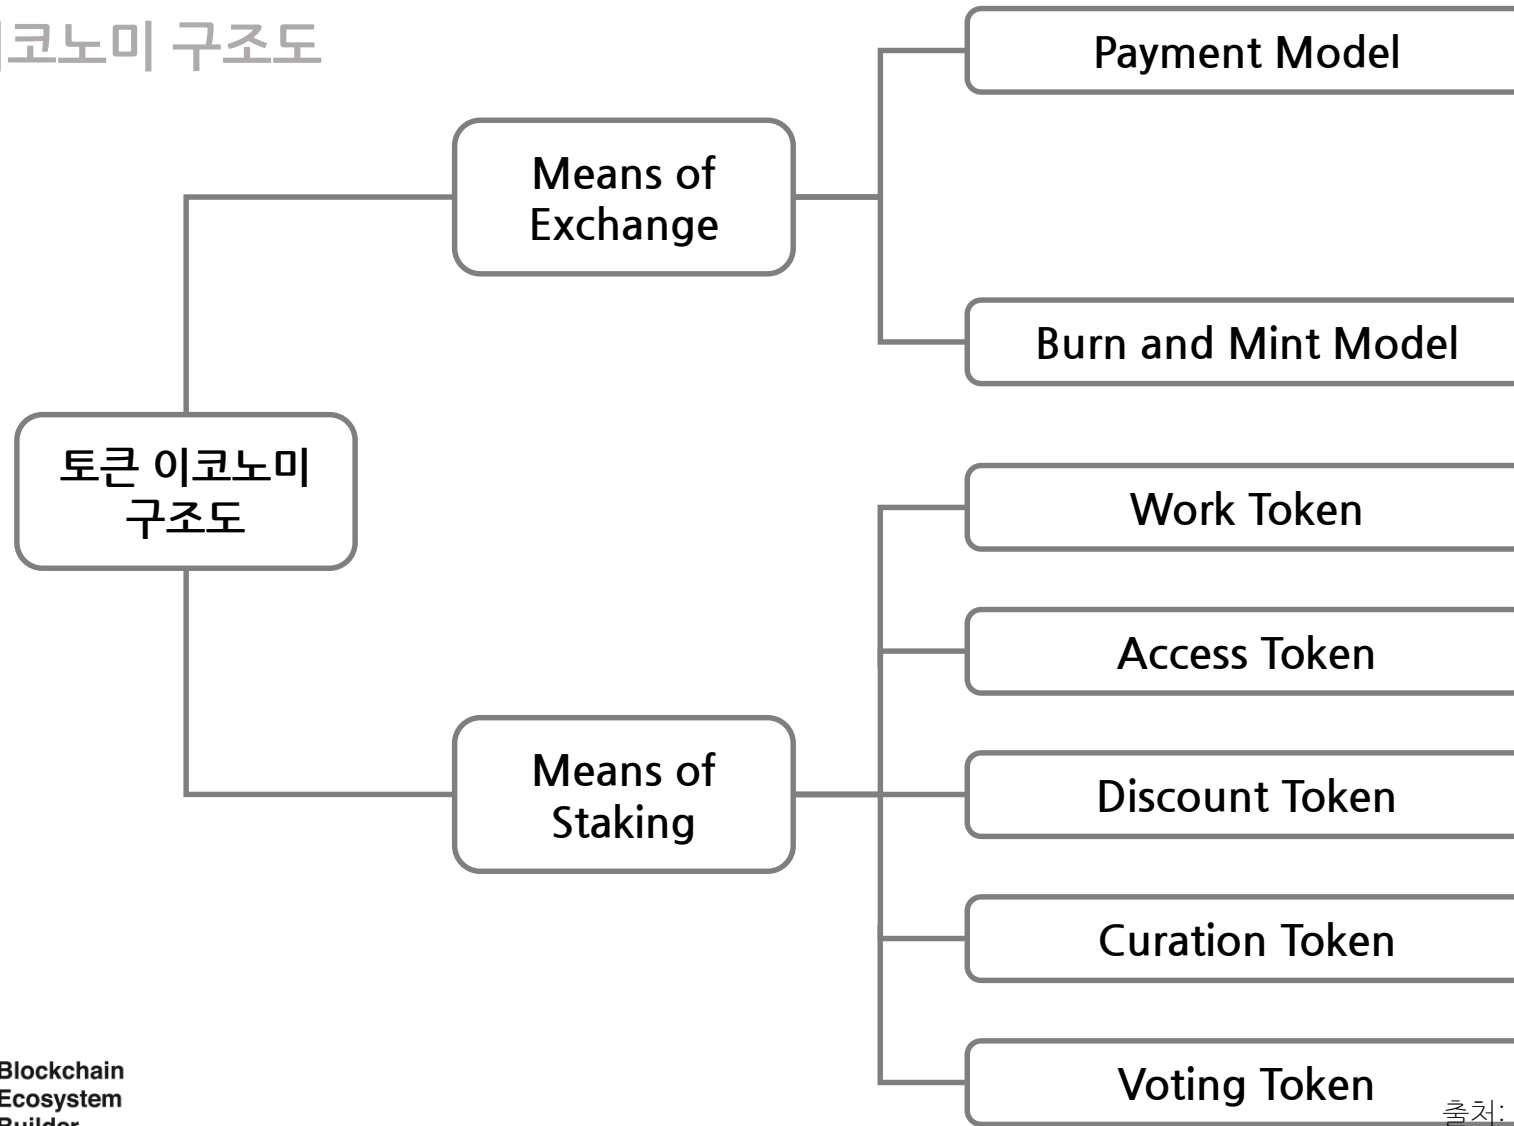 이코노미 구조도
Payment Model
Means of
Exchange
Burn and Mint Model
토큰 이코노미
구조도
Work Token
Access Token
Means of
Staking
Discount Token
Curation Token
Voting Token
Blockchain
Ecosystem
Builder
출처: